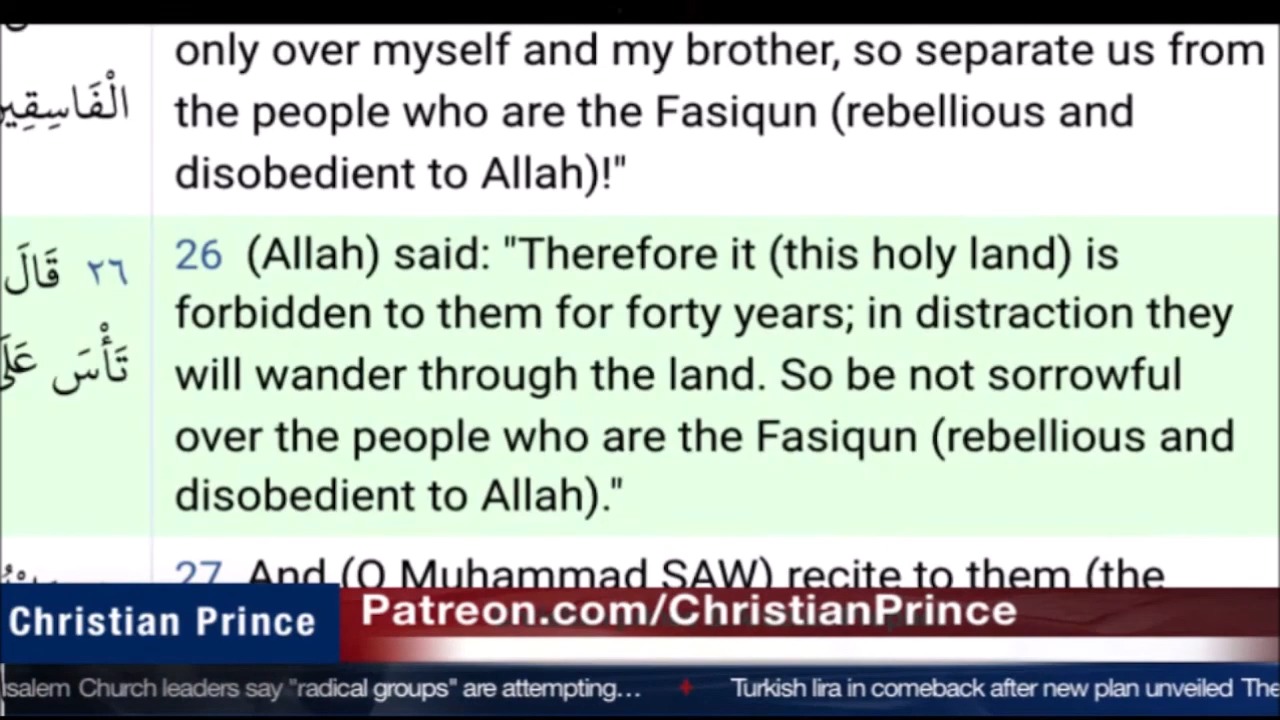 only over myself and my brother, so separate us from
الْفَاسِقِين
the people who are the Fasiqun (rebellious and
disobedient to Allah)!"
٢٦ قَالَ
26 (Allah) said: "Therefore it (this holy land) is
forbidden to them for forty years; in distraction they
تَأْسَ عَلَى
will wander through the land. So be not sorrowful
over the people who are the Fasiqun (rebellious and
disobedient to Allah)."
27 And (O Muhammad SAW) recite to them (the
Christian Prince
Patreon.com/ChristianPrince
Church leaders say "radical groups" are attempting... Turkish lira in comeback after new plan unveiled The